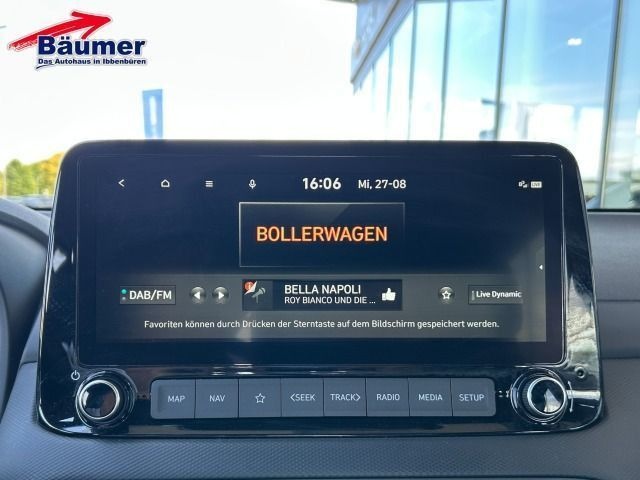 Bäumer
Das Autohaus in Ibbenbüren
16:06 Mi, 27-08
BOLLERWAGEN
DAB/FM
BELLA NAPOLI
ROY BIANCO UND DIE ...
Live Dynamic
Favoriten können durch Drücken der Sterntaste auf dem Bildschirm gespeichert werden.
MAP NAV <SEEK TRACK> RADIO MEDIA SETUP